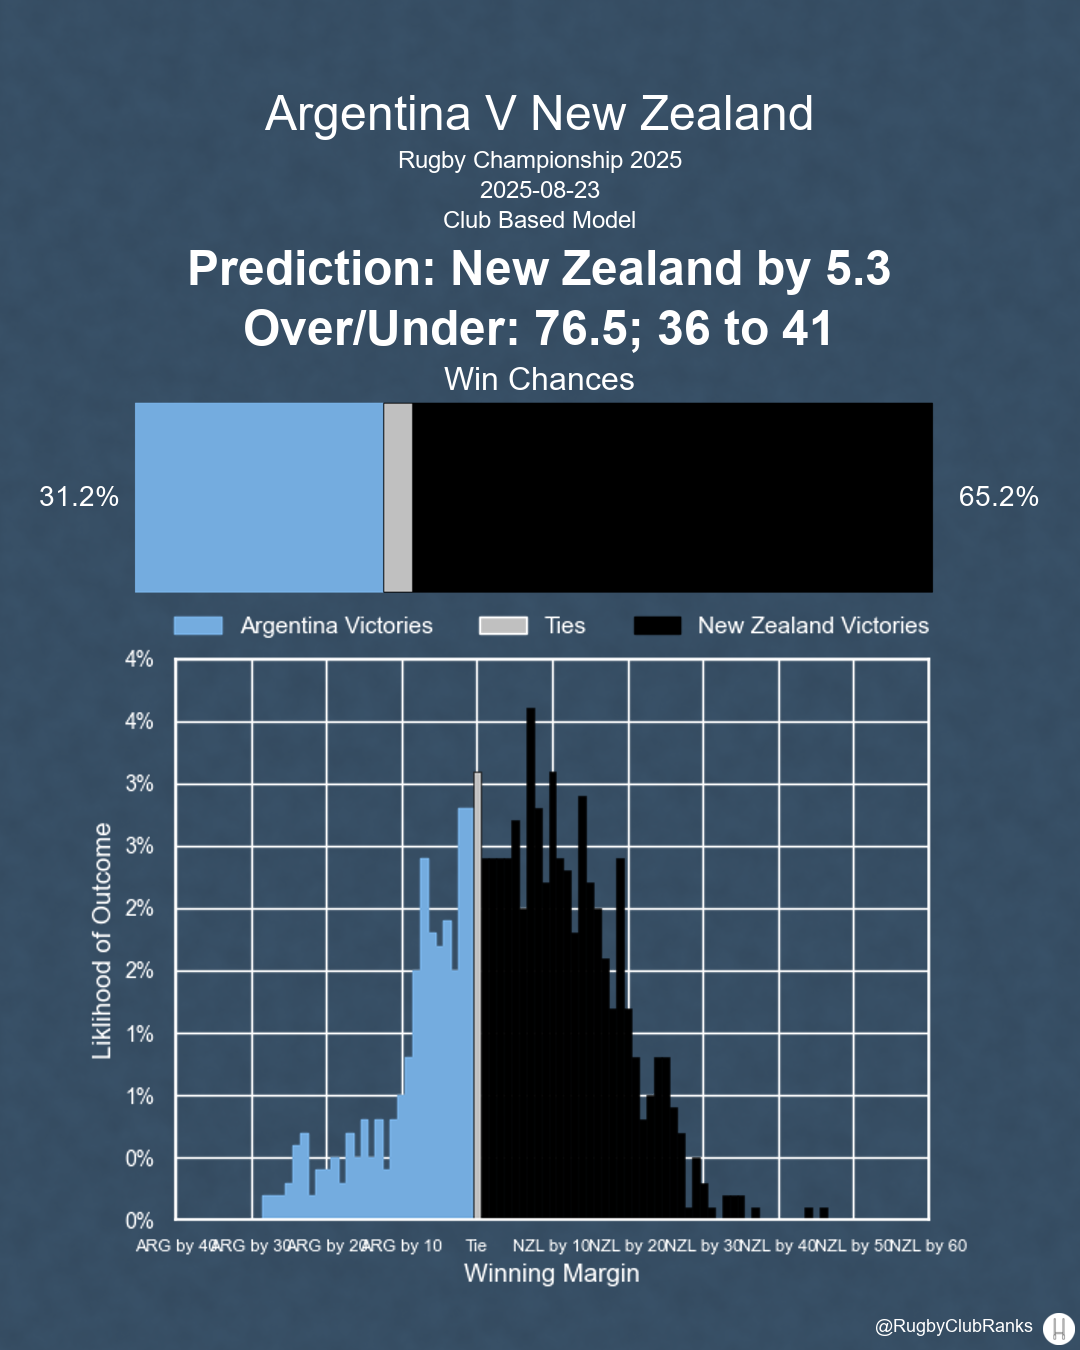 Argentina V New Zealand
Rugby Championship 2025
2025-08-23
Club Based Model
Prediction: New Zealand by 5.3
Over/Under: 76.5; 36 to 41
Win Chances
31.2%
65.2%
Argentina Victories
Ties
New Zealand Victories
4%
4%
3%
3%
2%
2%
1%
1%
0%
0%
Liklihood of Outcome
ARG by 40
ARG by 30
ARG by 20
ARG by 10
Tie
NZL by 10
NZL by 20
NZL by 30
NZL by 40
NZL by 50
NZL by 60
Winning Margin
@RugbyClubRanks